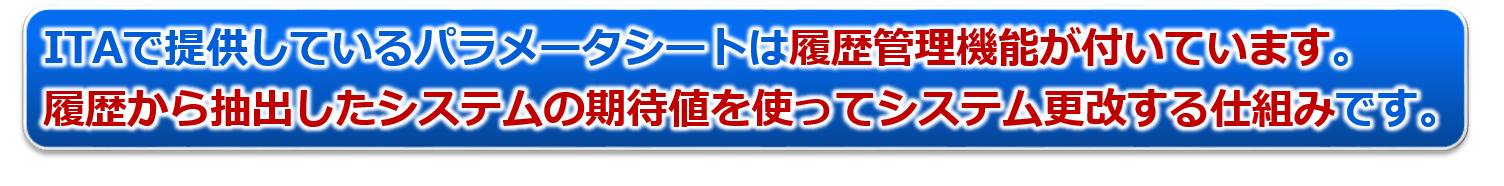 ITAで提供しているパラメータシートは履歴管理機能が付いています。
履歴から抽出したシステムの期待値を使ってシステム更改する仕組みです。